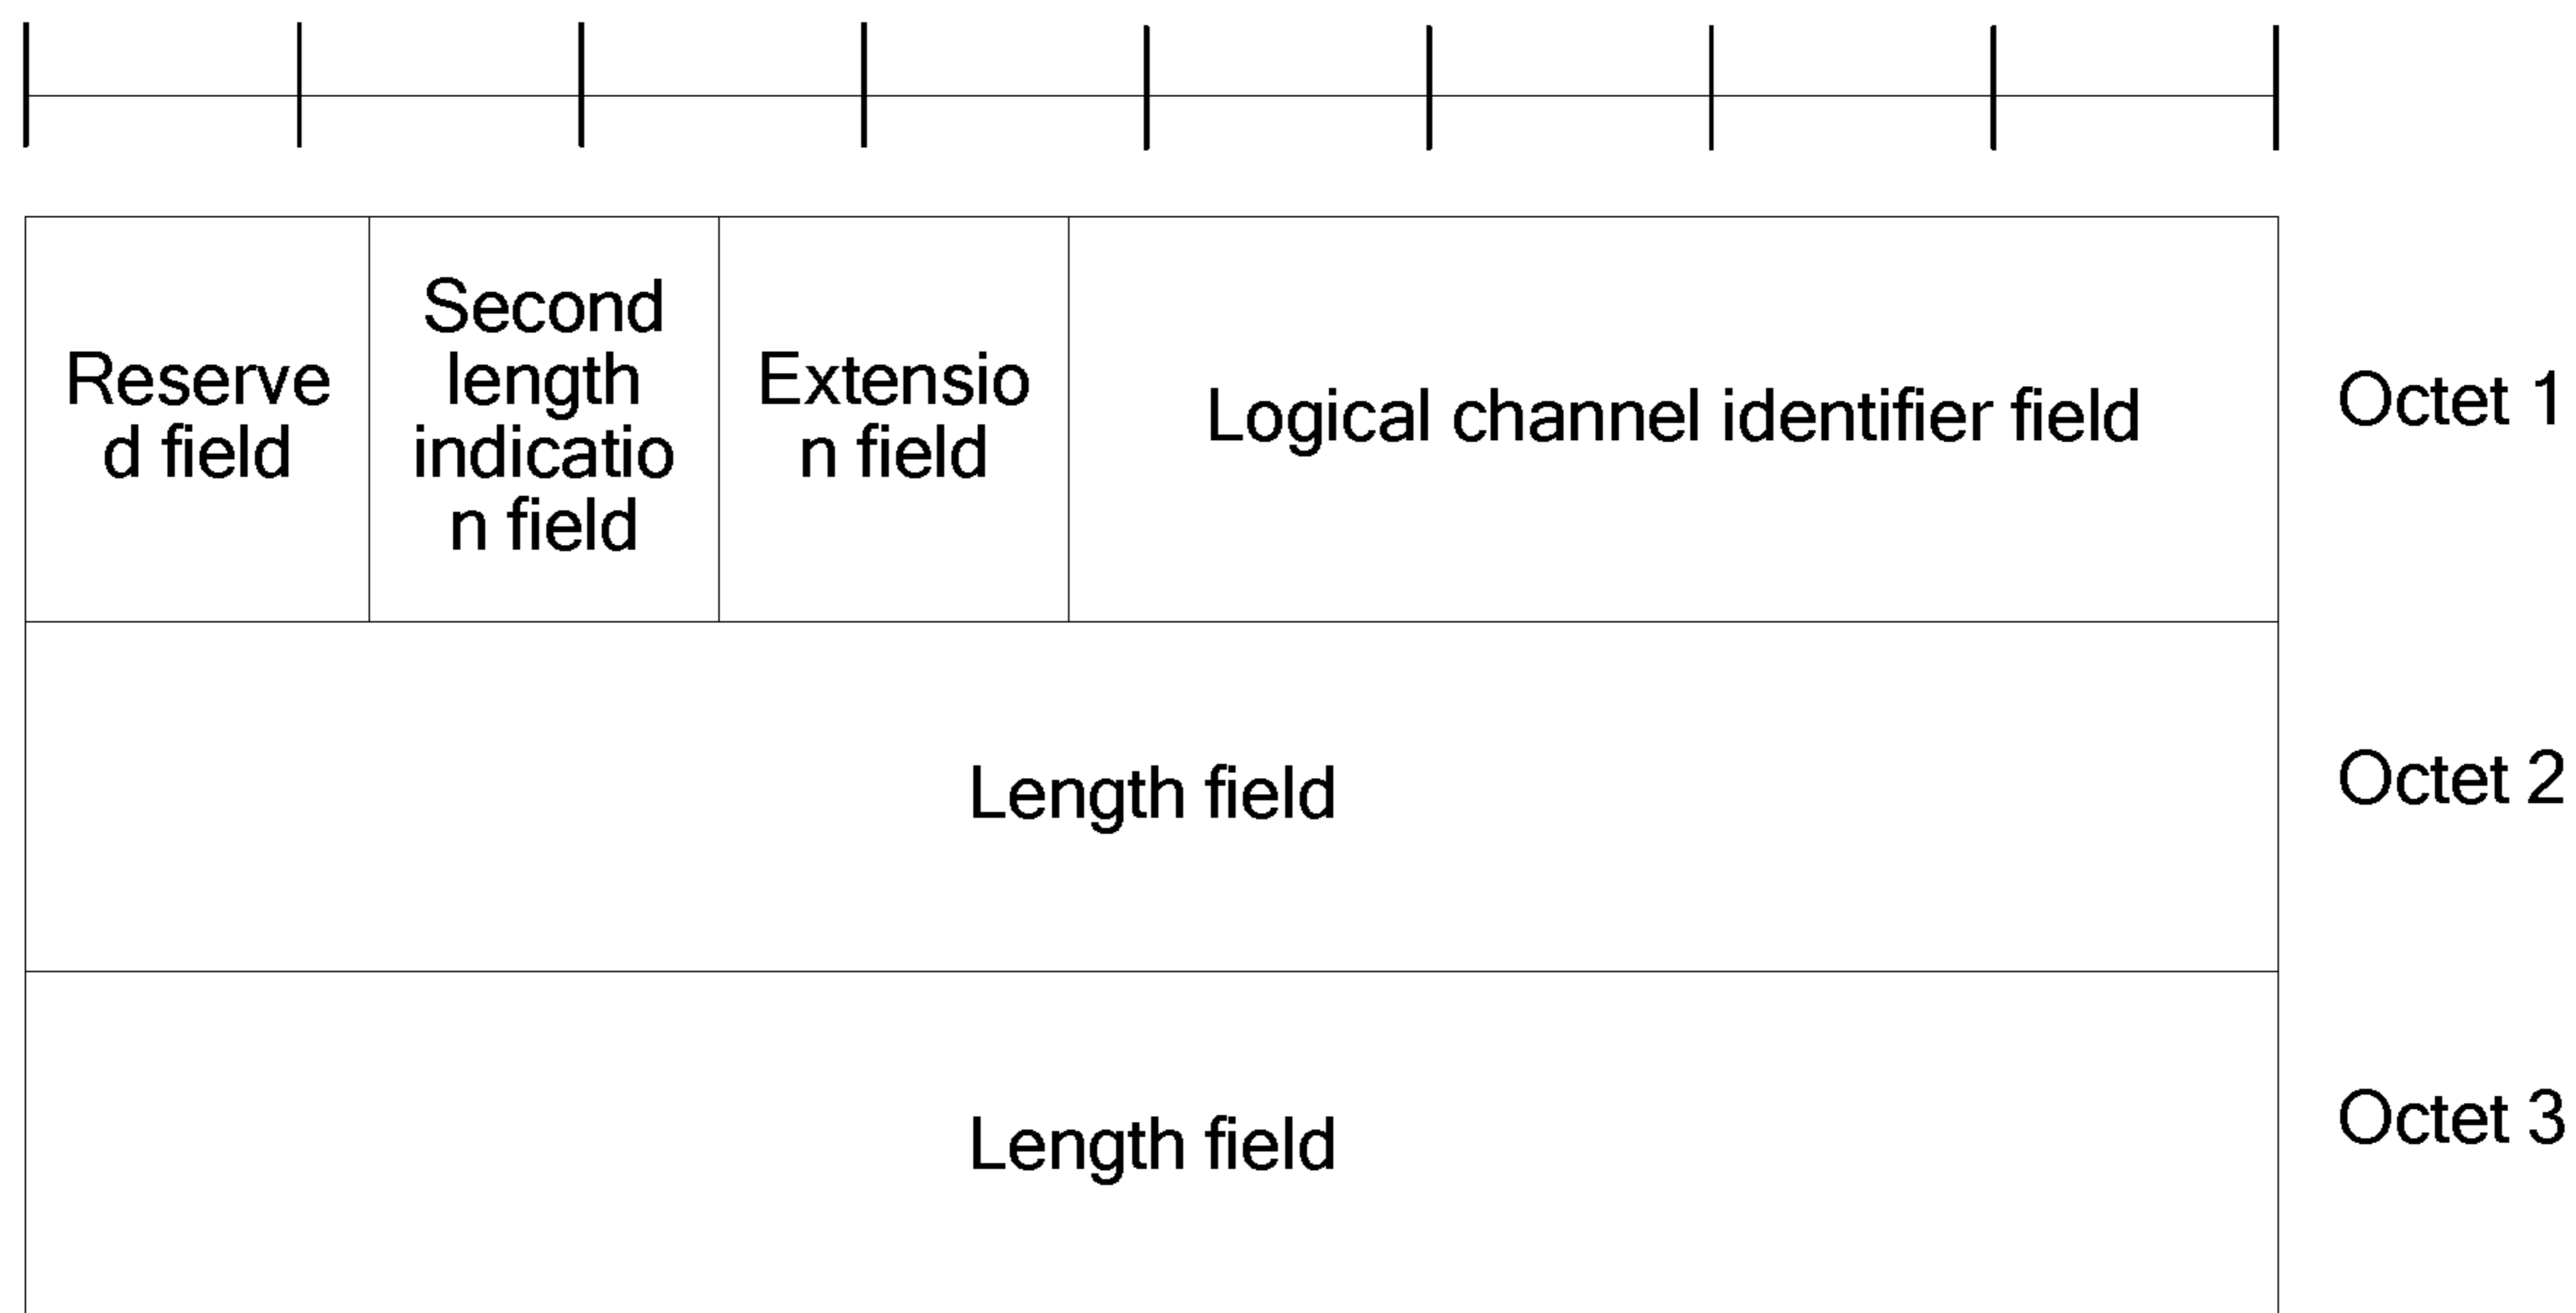 Reserve
d field
Second
length
indicatio
n field
Extensio
n field
Logical channel identifier field
Octet 1
Length field
Octet 2
Length field
Octet 3